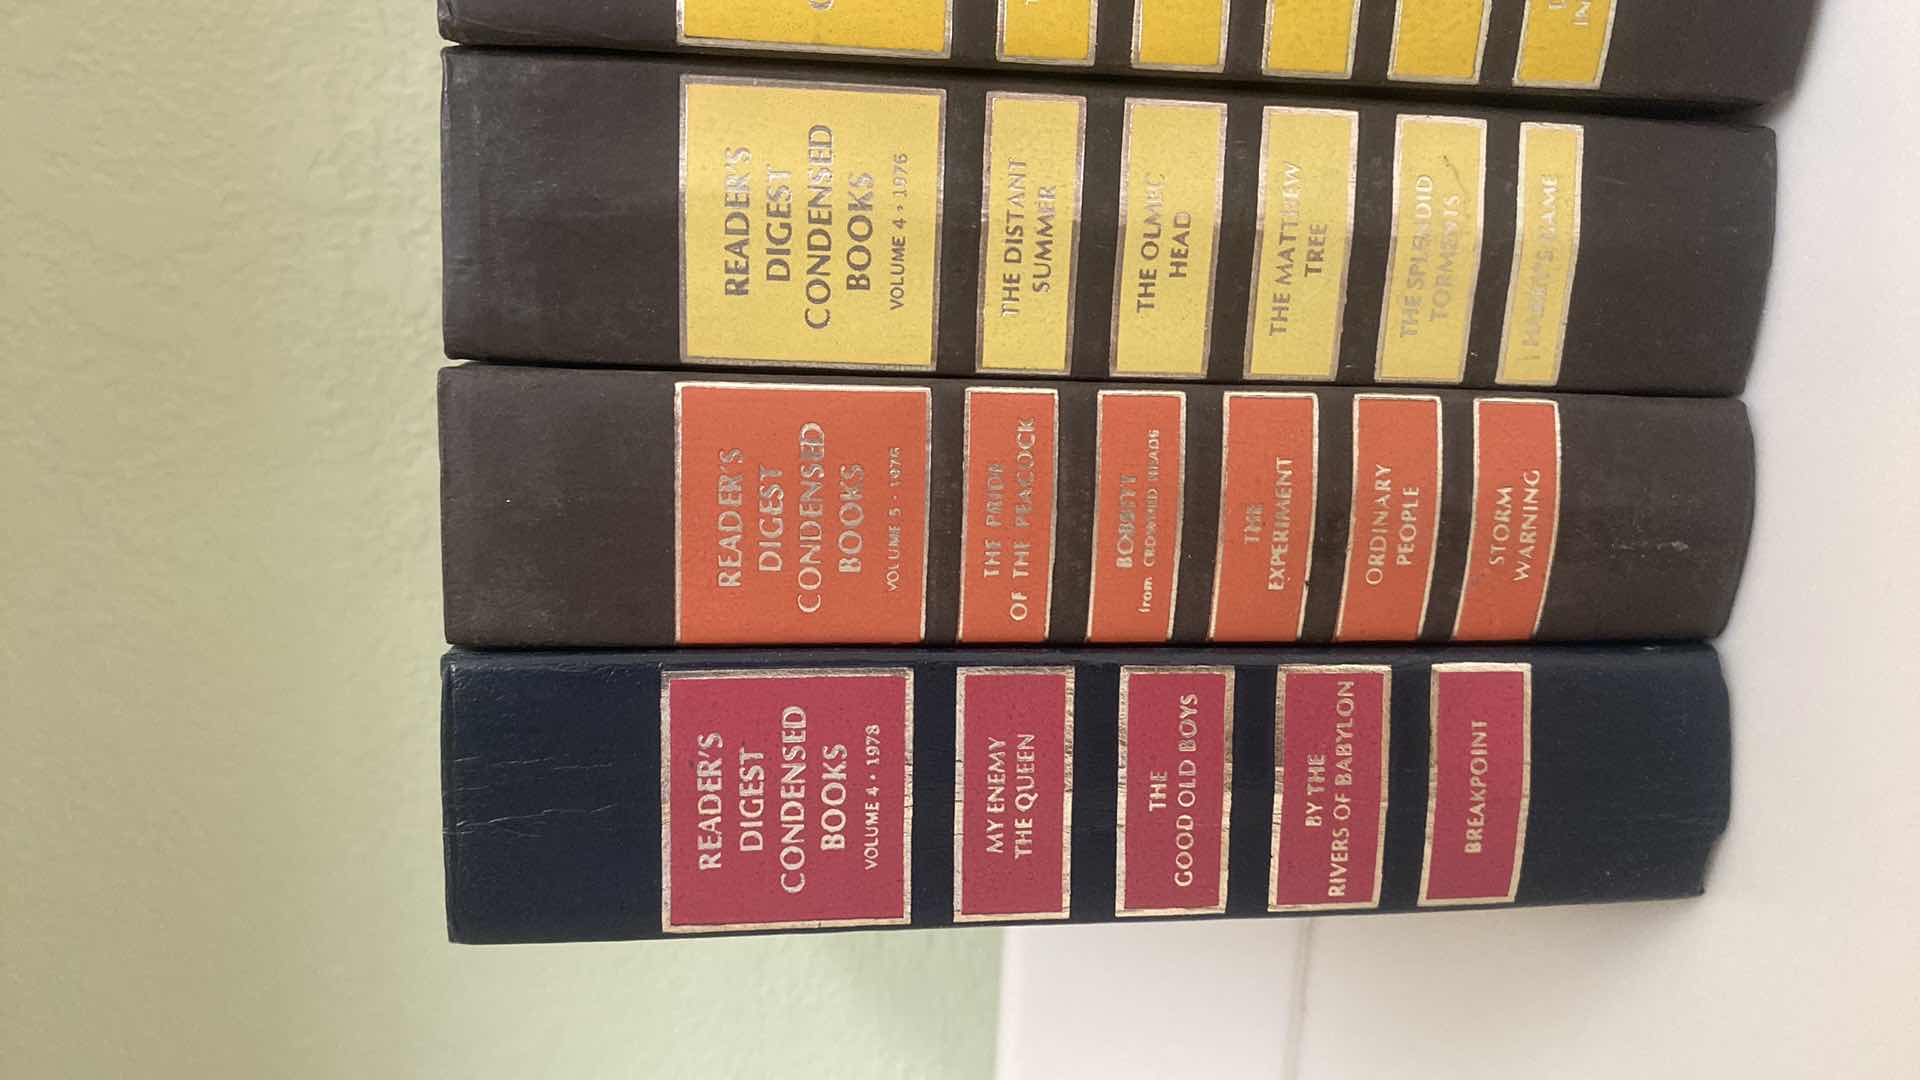 READER'S
DIGEST
CONDENSED
BOOKS
VOLUME 4 • 1976
THE DISTANT
SUMMER
THE OLMEC
HEAD
THE MATTHEW
TREE
THE SPLENDID
TORMENTS
READER'S
DIGEST
CONDENSED
BOOKS
VOLUME 5 • 1976
THE PRIDE
OF THE PEACOCK
BOBBITT
from CROWNED HEADS
THE
EXPERIMENT
ORDINARY
PEOPLE
STORM
WARNING
READER'S
DIGEST
CONDENSED
BOOKS
VOLUME 4 • 1978
MY ENEMY
THE QUEEN
THE
GOOD OLD BOYS
BY THE
RIVERS OF BABYLON
BREAKPOINT